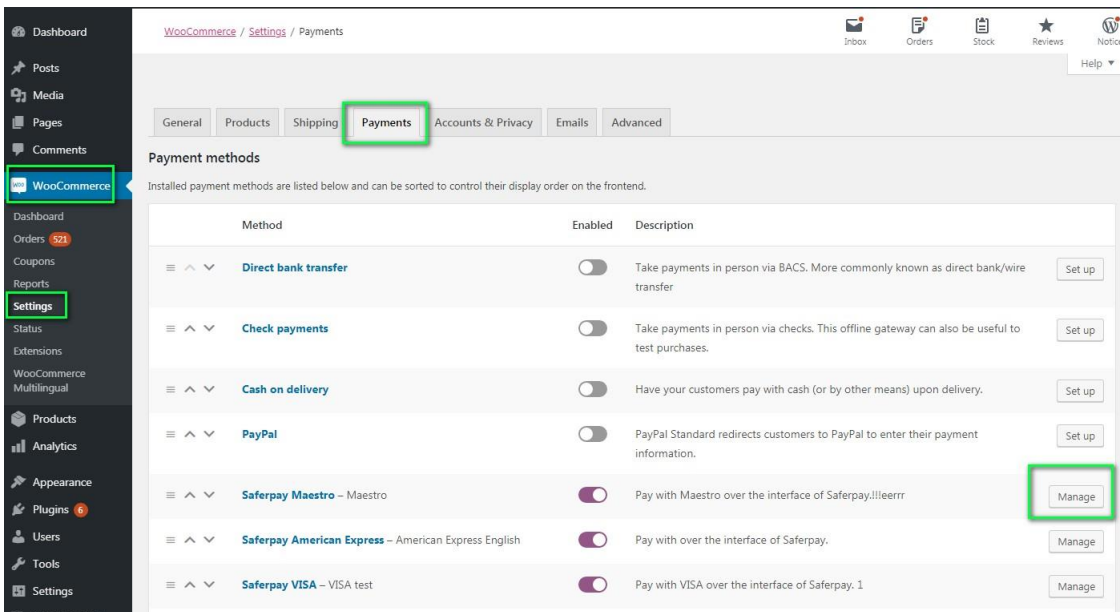 Dashboard
Posts
Media
Pages
Comments
woo WooCommerce
Dashboard
Orders 521
Coupons
Reports
Settings
Status
Extensions
WooCommerce
Multilingual
Products
Analytics
Appearance
Plugins 6
Users
Tools
Settings
WooCommerce / Settings / Payments
Inbox
Orders
Stock
Reviews
Notic
Help
General Products Shipping Payments Accounts & Privacy Emails Advanced
Payment methods
Installed payment methods are listed below and can be sorted to control their display order on the frontend.
Method Enabled Description
Direct bank transfer Take payments in person via BACS. More commonly known as direct bank/wire
transfer Set up
Check payments Take payments in person via checks. This offline gateway can also be useful to
test purchases. Set up
Cash on delivery Have your customers pay with cash (or by other means) upon delivery. Set up
PayPal PayPal Standard redirects customers to PayPal to enter their payment
information. Set up
Saferpay Maestro – Maestro Pay with Maestro over the interface of Saferpay.!!!eerrr Manage
Saferpay American Express – American Express English Pay with over the interface of Saferpay. Manage
Saferpay VISA – VISA test Pay with VISA over the interface of Saferpay. 1 Manage